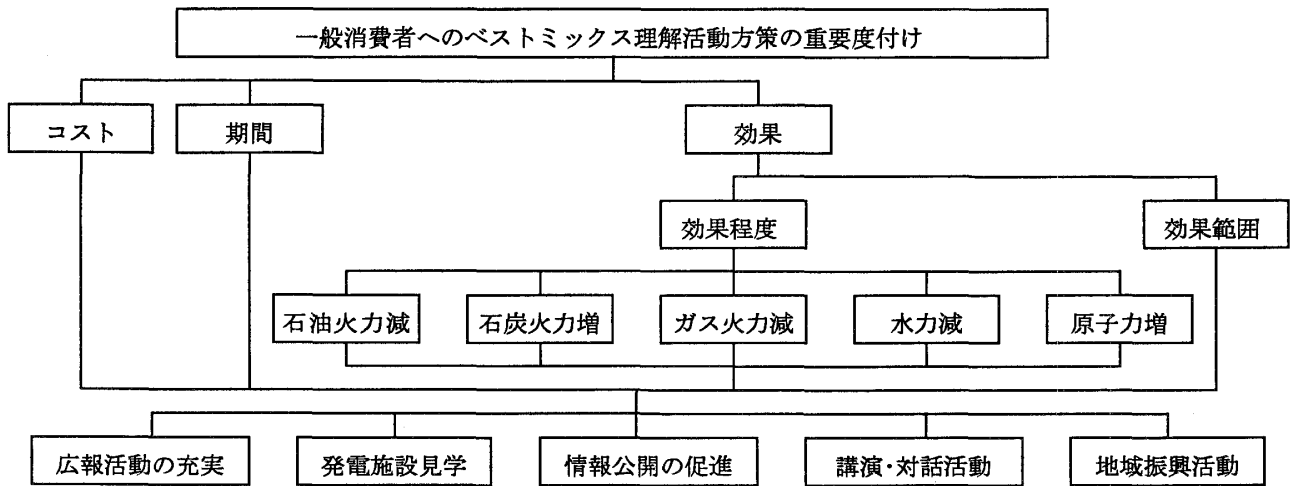 一般消費者へのベストミックス理解活動方策の重要度付け
コスト
期間
効果
効果程度
効果範囲
石油火力減
石炭火力増
ガス火力減
水力減
原子力増
広報活動の充実
発電施設見学
情報公開の促進
講演・対話活動
地域振興活動